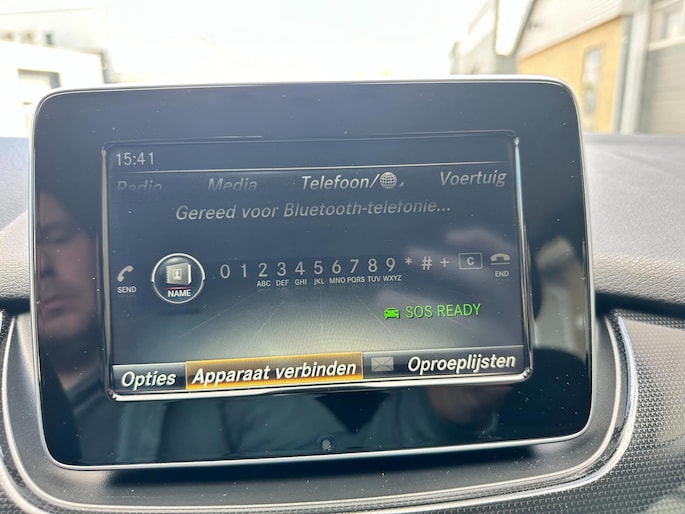 15:41
Radio Media Telefoon/ Voertuig
Gereed voor Bluetooth-telefonie...
0 1 2 3 4 5 6 7 8 9 * # + C
SEND NAME ABC DEF GHI JKL MNO PQRS TUV WXYZ END
SOS READY
Opties Apparaat verbinden Oproeplijsten